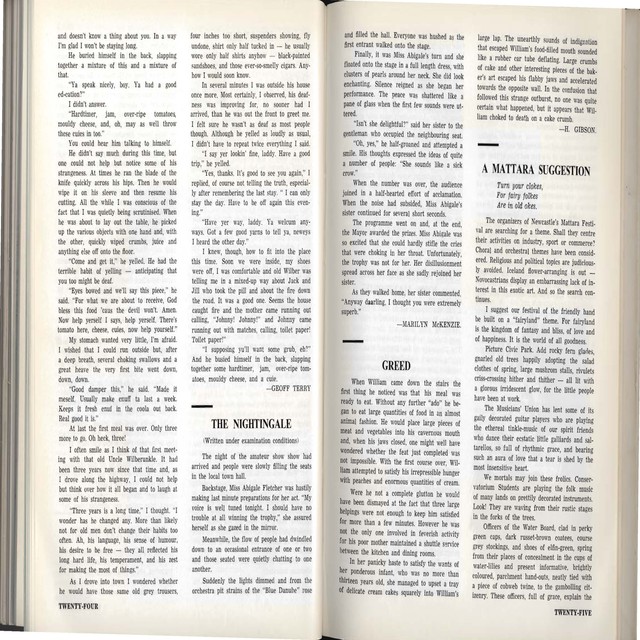 and doesn't know a thing about you. In a way
I'm glad I won't be staying long.
He buried himself in the back, slapping
together a mixture of this and a mixture of
that.
"Ya speak nicely, boy. Ya had a good
ed-cution?"
I didn't answer.
"Hardtimer, jam, over-ripe tomatoes,
mouldy cheese, and, oh, may as well throw
these cuies in too."
You could hear him talking to himself.
He didn't say much during this time, but
one could not help but notice some of his
strangeness. At times he ran the blade of the
knife quickly across his hips. Then he would
wipe it on his sleeve and then resume his
cutting. All the while I was conscious of the
fact that I was quietly being scrutinized. When
he was about to lay out the table, he picked
up the various objects with one hand and, with
the other, quickly wiped crumbs, juice and
anything else off onto the floor.
"Come and get it," he yelled. He had the
terrible habit of yelling — anticipating that
you too might be deaf.
"Eyes bowed and we'll say this piece," he
said. "For what we are about to receive, God
bless this food 'caus the devil won't. Amen.
Now help yerself I says, help yerself. There's
tomato here, cheese, cuies, now help yourself."
My stomach wanted very little, I'm afraid.
I wished that I could run outside but, after
a deep breath, several choking swallows and a
great heave the very first bite went down,
down, down.
"Good damper this," he said. "Made it
meself. Usually make enuff ta last a week.
Keeps it fresh enul in the coola out back.
Real good it is."
At last the first meal was over. Only three
more to go. Oh heck, three!
I often smile as I think of that first meet-
ing with that old Uncle Wilberunkle. It had
been three years now since that time and, as
I drove along the highway, I could not help
but think over how it all began and to laugh at
some of his strangeness.
"Three years is a long time," I thought. "I
wonder has he changed any. More than likely
not for old men don't change their habits too
often. Ah, his language, his sense of humour,
his desire to be free — they all reflected his
long hard life, his temperament, and his zest
for making the most of things."
As I drove into town I wondered whether
he would have those same old grey trousers,
TWENTY-FOUR
four inches too short, suspenders showing, fly
undone, shirt only half tucked in — he usually
wore only half shirts anyhow — black-painted
sandshoes, and those ever-so-smelly cigars. Any-
how I would soon know.
In several minutes I was outside his house
once more. Most certainly, I observed, his deaf-
ness was improving for, no sooner had I
arrived, than he was out the front to greet me.
I felt sure he wasn't as deaf as most people
though. Although he yelled as loudly as usual,
I didn't have to repeat twice everything I said.
"I say yer lookin' fine, laddy. Have a good
trip," he yelled.
"Yes, thanks. It's good to see you again," I
replied, of course not telling the truth, especial-
ly after remembering the last stay. " I can only
stay the day. Have to be off again this even-
ing."
"Have yer way, laddy. Ya welcum any-
ways. Got a few good yarns to tell ya, neweys
I heard the other day."
I knew, though, how to fit into the place
this time. Soon we were inside, my shoes
were off, I was comfortable and old Wilber was
telling me in a mixed-up way about Jack and
Jill who took the pill and about the fire down
the road. It was a good one. Seems the house
caught fire and the mother came running out
calling, "Johnny! Johnny!" and Johnny came
running out with matches, calling, toilet paper!
Toilet paper!"
"I supposing ya'll want some grub, eh?"
And he busied himself in the back, slapping
together some hardtimer, jam, over-ripe tom-
atoes, mouldy cheese, and a cuie.
—GEOFF TERRY
THE NIGHTINGALE
(Written under examination conditions)
The night of the amateur show show had
arrived and people were slowly filling the seats
in the local town hall.
Backstage, Miss Abigale Fletcher was hastily
making last minute preparations for her act. "My
voice is well tuned tonight. I should have no
trouble at all winning the trophy," she assured
herself as she gazed in the mirror.
Meanwhile, the flow of people had dwindled
down to an occasional entrance of one or two
and those seated were quietly chatting to one
another.
Suddenly the lights dimmed and from the
orchestra pit strains of the "Blue Danube" rose
and filled the hall. Everyone was hushed as the
first entrant walked onto the stage.
Finally, it was Miss Abigale's turn and she
floated onto the stage in a full length dress, with
clusters of pearls around her neck. She did look
enchanting. Silence reigned as she began her
performance. The peace was shattered like a
pane of glass when the first few sounds were ut-
tered.
"Isn't she delightful?" said her sister to the
gentleman who occupied the neighbouring seat.
"Oh, yes," he half-groaned and attempted a
smile. His thoughts expressed the ideas of quite
a number of people: "She sounds like a sick
crow."
When the number was over, the audience
joined in a half-hearted effort of acclamation.
When the noise had subsided, Miss Abigale's
sister continued for several short seconds.
The programme went on and, at the end,
the Mayor awarded the prizes. Miss Abigale was
so excited that she could hardly stifle the cries
that were choking in her throat. Unfortunately,
the trophy was not for her. Her disillusionment
spread across her face as she sadly rejoined her
sister.
As they walked home, her sister commented.
"Anyway daarling, I thought you were extremely
superb."
—MARILYN McKENZIE.
GREED
When William came down the stairs the
first thing he noticed was that his meal was
ready to eat. Without any further "ado" he be-
gan to eat large quantities of food in an almost
animal fashion. He would place large pieces of
meat and vegetables into his cavernous mouth
and, when his jaws closed, one might well have
wondered whether the feat just completed was
not impossible. With the first course over, Wil-
liam attempted to satisfy his irrepressible hunger
with peaches and enormous quantities of cream.
Were he not a complete glutton he would
have been dismayed at the fact that three large
helpings were not enough to keep him satisfied
for more than a few minutes. However he was
not the only one involved in feverish activity
for his poor mother maintained a shuttle service
between the kitchen and dining rooms.
In her panicky haste to satisfy the wants of
her ponderous infant, who was no more than
thirteen years old, she managed to upset a tray
of delicate cream cakes squarely into William's
large lap. The unearthly sounds of indigestion
that escaped William's food-filled mouth sounded
like a rubber car tube deflating. Large crumbs
of cake and other interesting pieces of the bak-
er's art escaped his flabby jaws and accelerated
towards the opposite wall. In the confusion that
followed this strange outburst, no one was quite
certain what happened, but it appears that Wil-
liam choked to death on a cake crumb.
—H. GIBSON.
A MATTARA SUGGESTION
Turn your clokes,
For fairy folkes
Are in old okes.
The organizers of Newcastle's Mattara Festi-
val are searching for a theme. Shall they centre
their activities on industry, sport or commerce?
Choral and orchestral themes have been consid-
ered. Religious and political topics are judicious-
ly avoided. Iceland flower-arranging is out —
Novocastrians display an embarrassing lack of in-
terest in this exotic art. And so the search con-
tinues.
I suggest our festival of the friendly hand
be built on a "fairyland" theme. For fairyland
is the kingdom of fantasy and bliss, of love and
of happiness. It is the world of all goodness.
Picture Civic Park. Add rocky fern glades,
gnarled old trees happily adopting the salad
clothes of spring, large mushroom stalls, rivulets
criss-crossing hither and thither — all lit with
a glorious iridescent glow, for the little people
have been at work.
The Musicians' Union has lent some of its
gaily decorated guitar players who are playing
the ethereal tinkle-music of our spirit friends
who dance their ecstatic little galliards and sal-
tarellos, so full of rhythmic grace, and hearing
with an aura of love that a tear is shed by the
most insensitive heart.
We mortals may join these frolics. Conser-
vatorium Students are playing the folk music
of many lands on prettily decorated instruments.
Look! They are waving from their rustic stages
in the forks of the trees.
Officers of the Water Board, clad in perky
green caps, dark russet-brown coatees, course
grey stockings, and shoes of elfin-green, spring
from their places of concealment in the cups of
water-lilies and present informative, brightly
coloured, parchment hand-outs, neatly tied with
a piece of cobweb twine, to the gambolling cit-
izenry. These officers, full of grace, explain the
TWENTY-FIVE